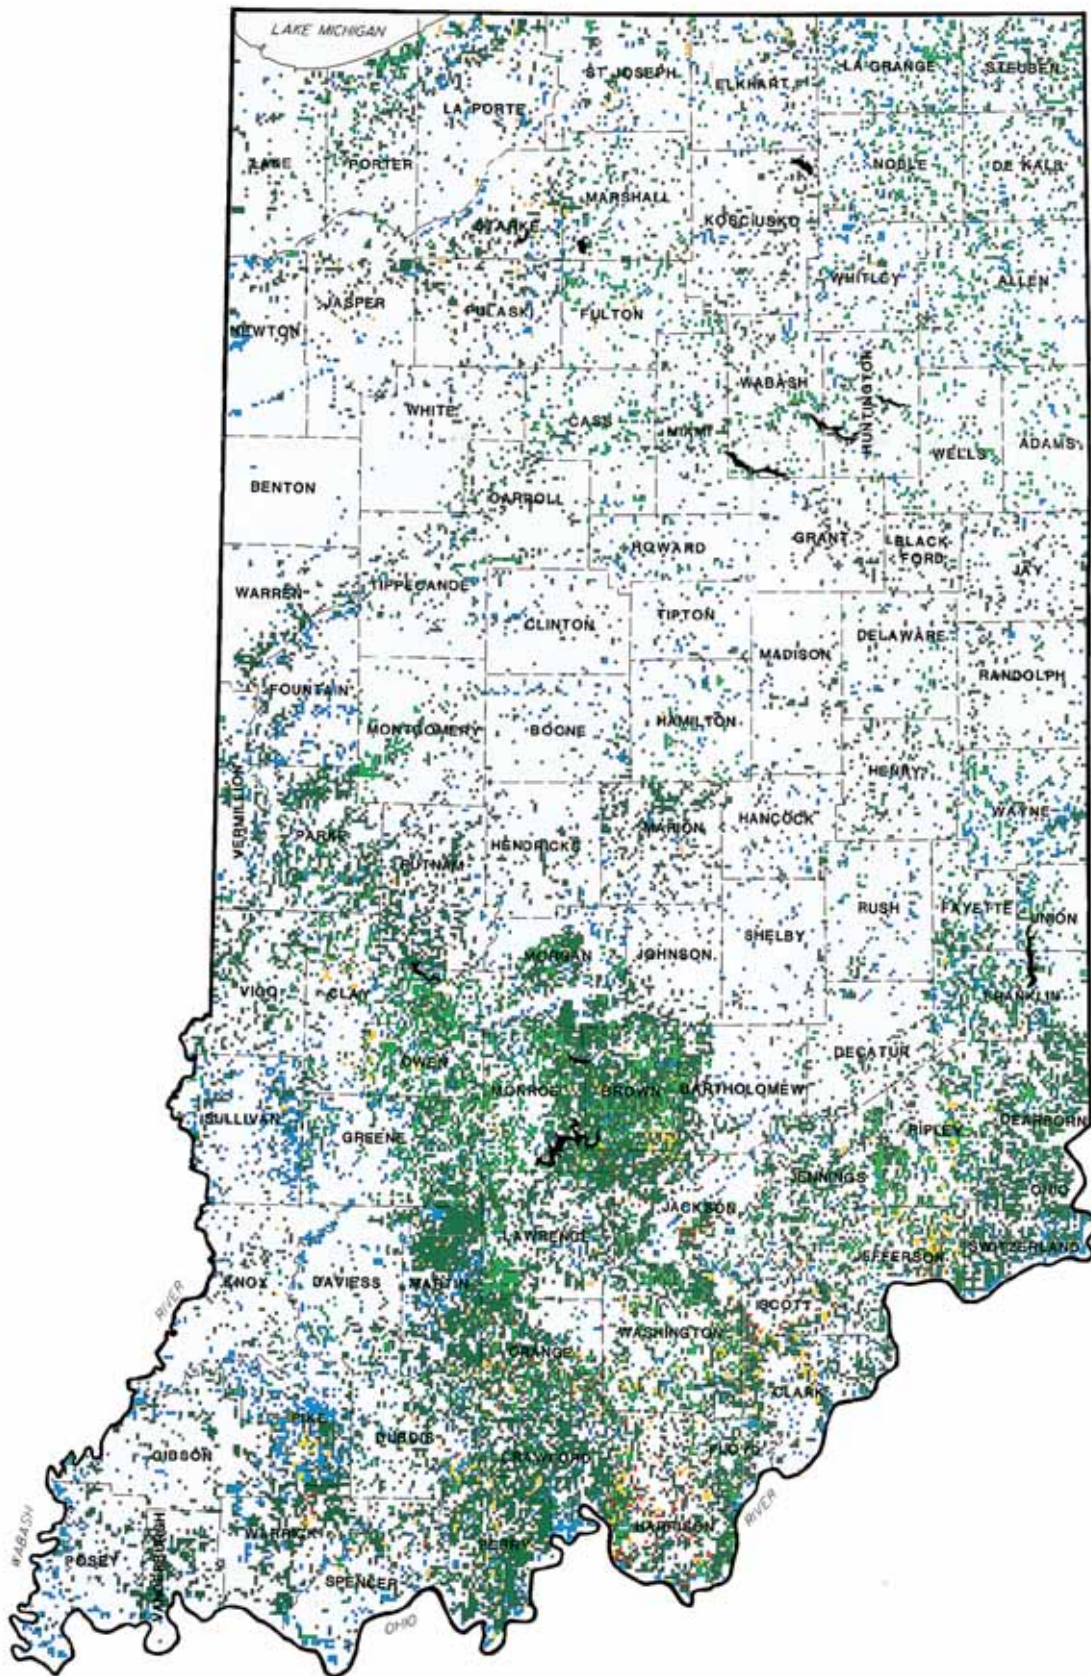 LAKE MICHIGAN
LA GRANGE
STEUBEN
ST JOSEPH
ELKHART
LA PORTE
LAKE
PORTER
NOBLE
DE KALB
MARSHALL
KOSCIUSKO
STARKE
WHITLEY
ALLEN
JASPER
PULASKI
FULTON
NEWTON
WABASH
HUNTINGTON
WHITE
CASS
MIAMI
WELLS
ADAMS
BENTON
CARROLL
GRANT
BLACK
FORD
HOWARD
JAY
WARREN
TIPPECANOE
CLINTON
TIPTON
DELAWARE
MADISON
RANDOLPH
FOUNTAIN
MONTGOMERY
BOONE
HAMILTON
HENRY
VERMILLION
WAYNE
PARKE
MARION
HANCOCK
HENDRICKS
PUTNAM
RUSH
FAYETTE
UNION
SHELBY
MORGAN
JOHNSON
VIGO
CLAY
FRANKLIN
DECATUR
OWEN
MONROE
BROWN
BARTHOLOMEW
SULLIVAN
GREENE
RIPLEY
DEARBORN
JENNINGS
OHIO
JACKSON
LAWRENCE
JEFFERSON
SWITZERLAND
KNOX
DAVIESS
MARTIN
RIVER
SCOTT
WASHINGTON
ORANGE
CLARK
PIKE
DUBOIS
FLOYD
GIBSON
CRAWFORD
HARRISON
RIVER
WABASH
WARRICK
PERRY
POSEY
VANDERBURGH
SPENCER
OHIO